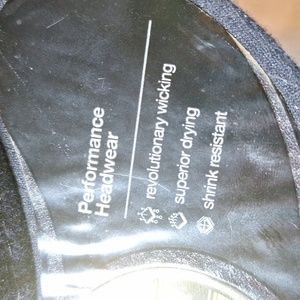 Performance
Headwear
revolutionary wicking
superior drying
shrink resistant